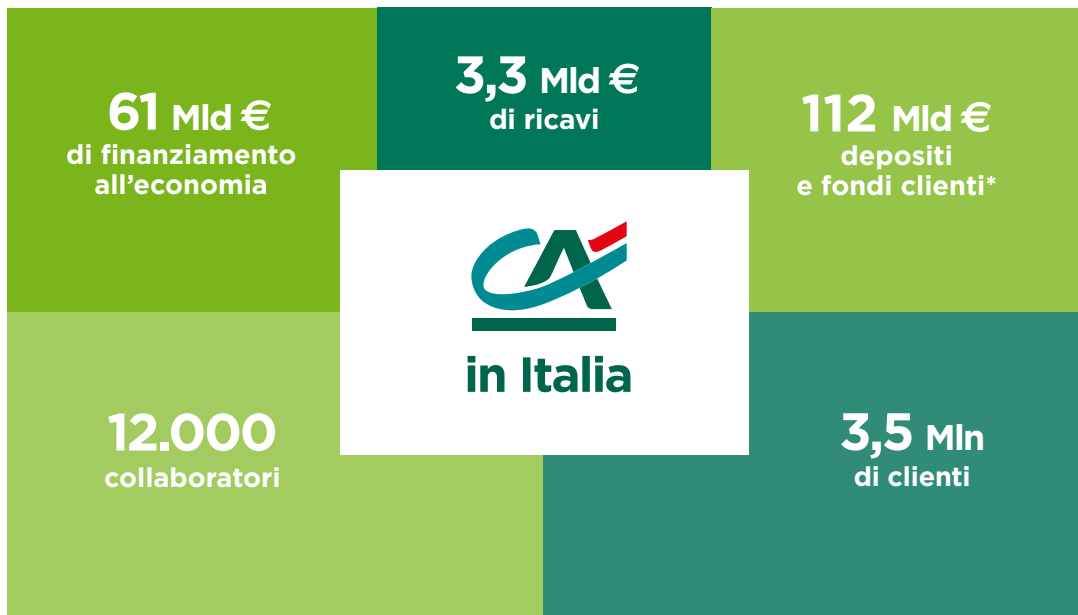 61 Mld €
di finanziamento
all’economia
3,3 Mld €
di ricavi
112 Mld €
depositi
e fondi clienti*
CA
in Italia
12.000
collaboratori
3,5 Mln
di clienti